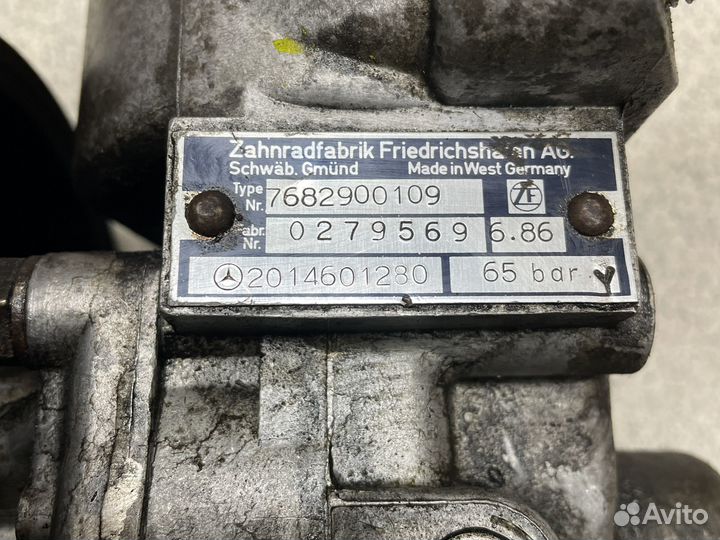 Zahnradfabrik Friedrichshafen AG.
Schwäb. Gmünd Made in West Germany
Type Nr. 7682900109 ZF
Fabr. Nr. 0279569 6.86
2014601280 65 bar Y
Avito